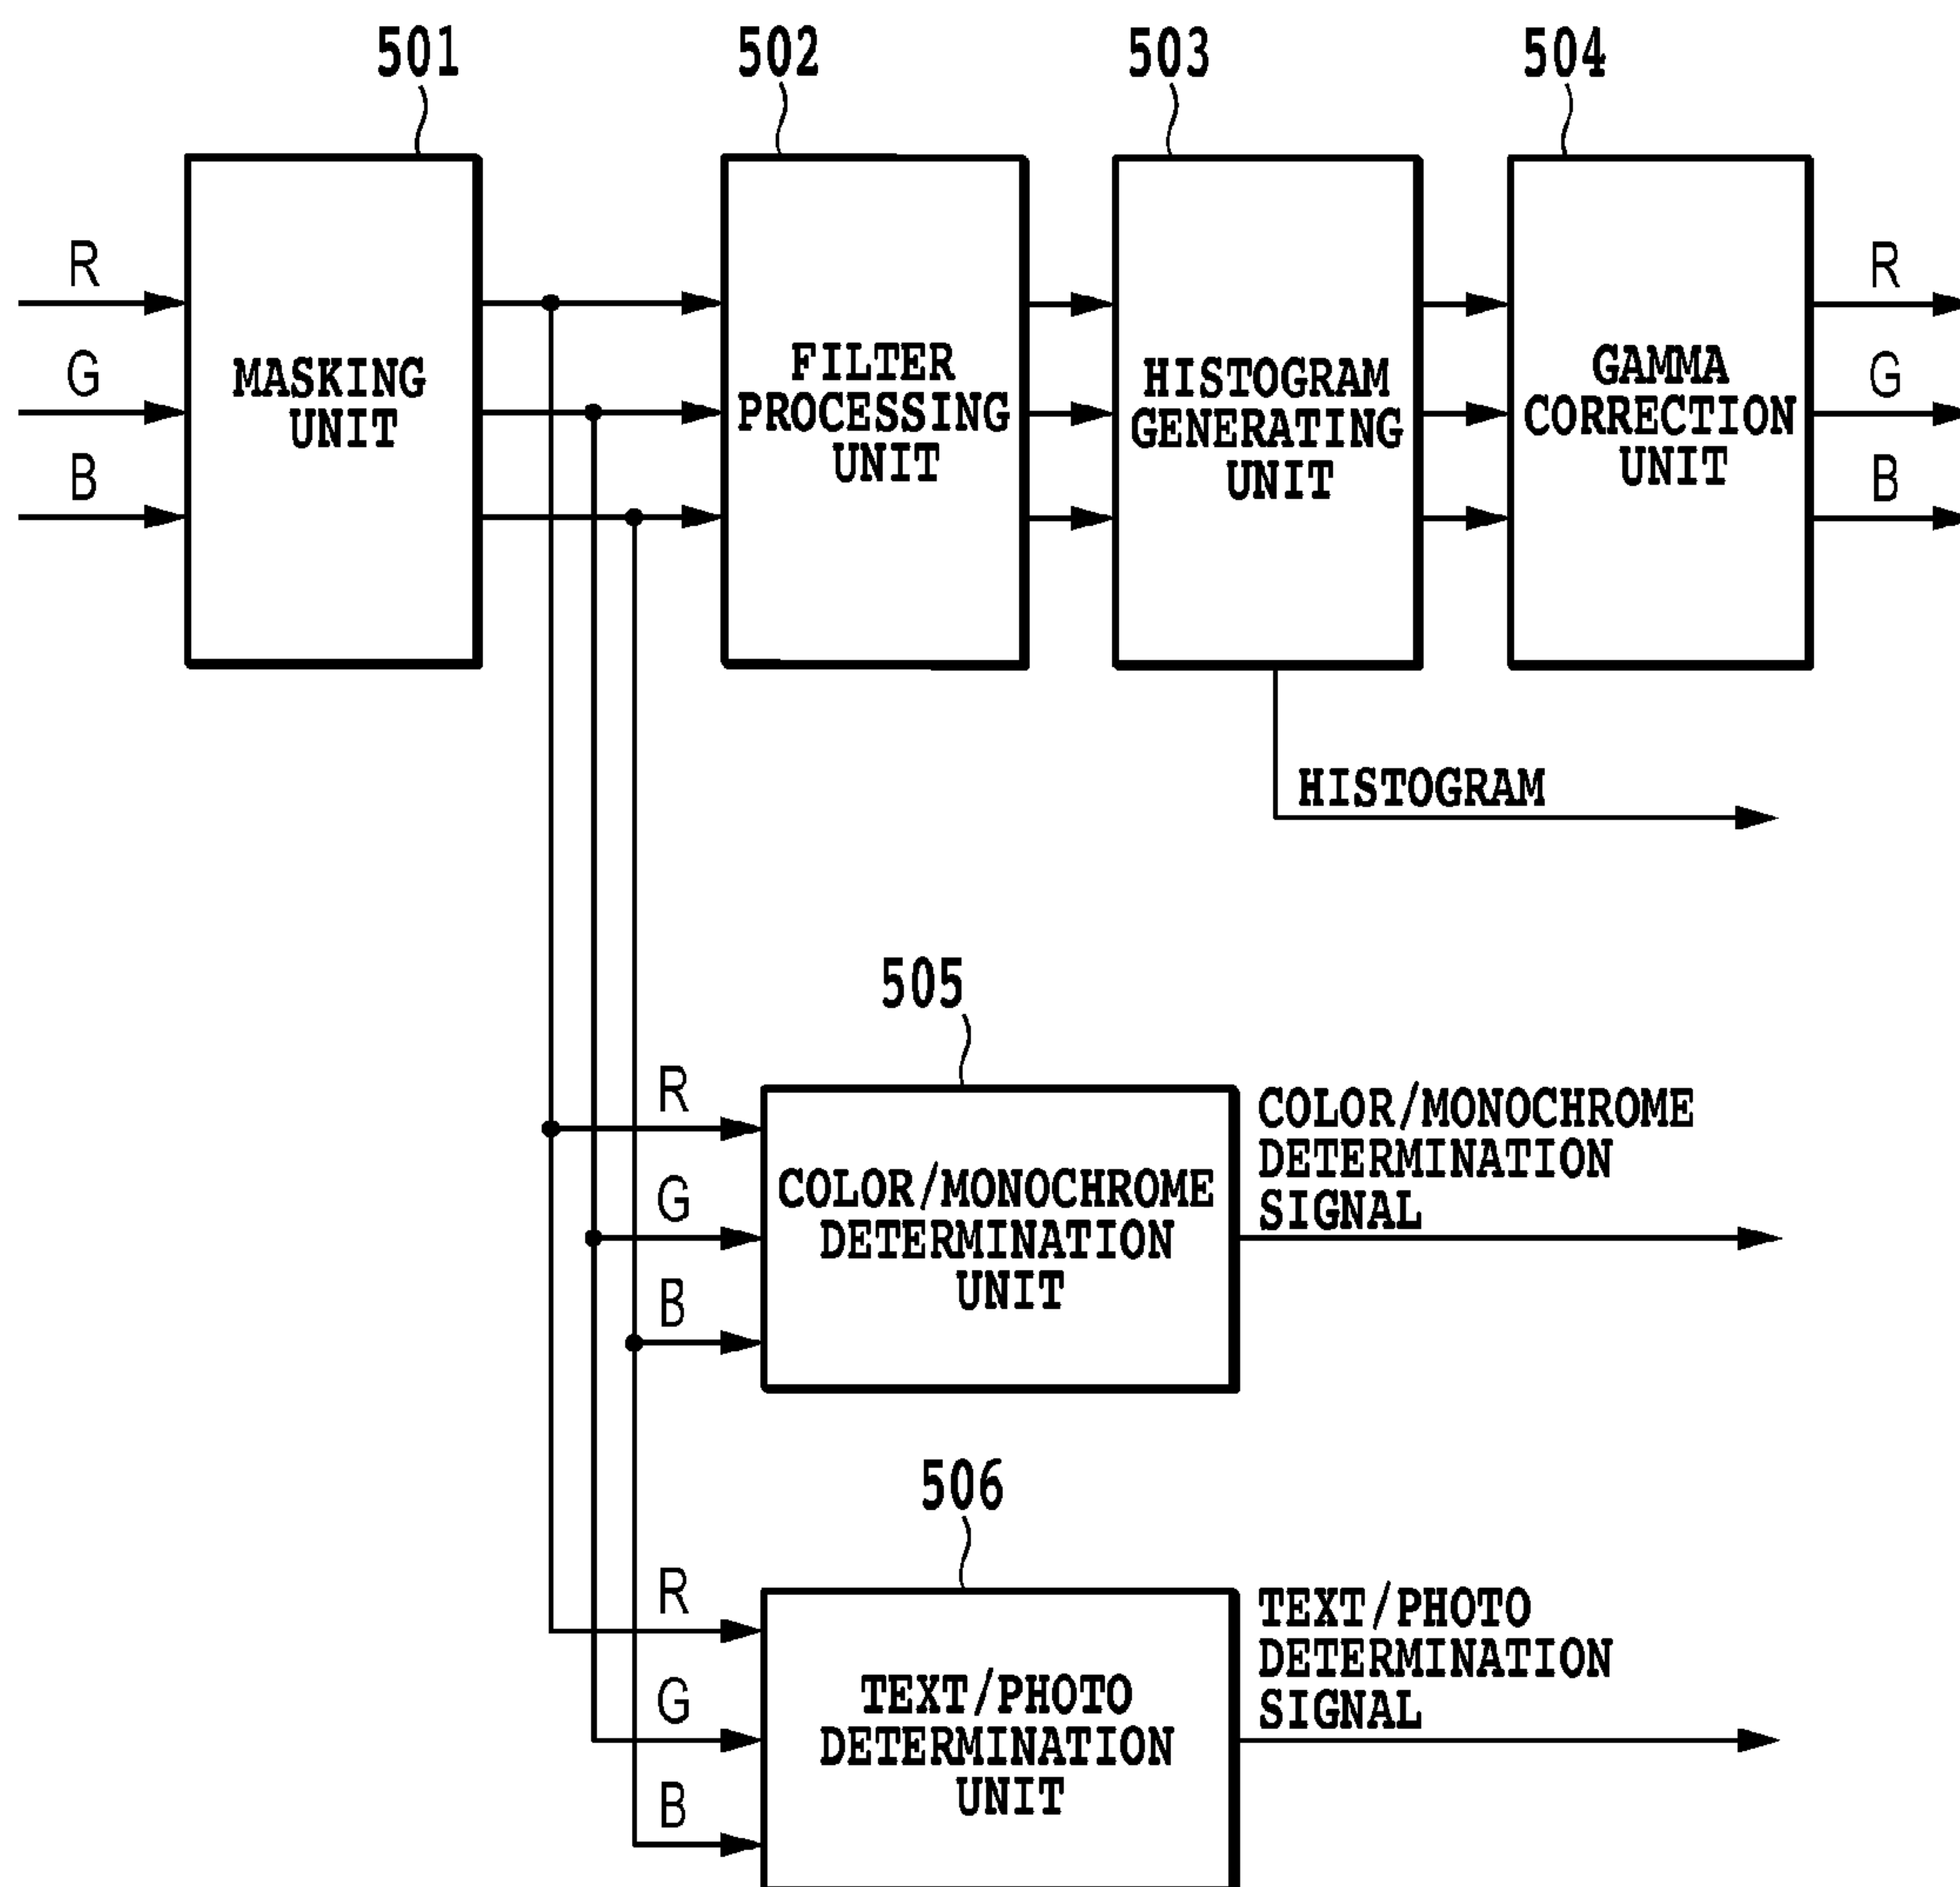 501
502
503
504
R
G
B
MASKING
UNIT
FILTER
PROCESSING
UNIT
HISTOGRAM
GENERATING
UNIT
GAMMA
CORRECTION
UNIT
R
G
B
HISTOGRAM
505
R
G
B
COLOR/MONOCHROME
DETERMINATION
UNIT
COLOR/MONOCHROME
DETERMINATION
SIGNAL
506
R
G
B
TEXT/PHOTO
DETERMINATION
UNIT
TEXT/PHOTO
DETERMINATION
SIGNAL